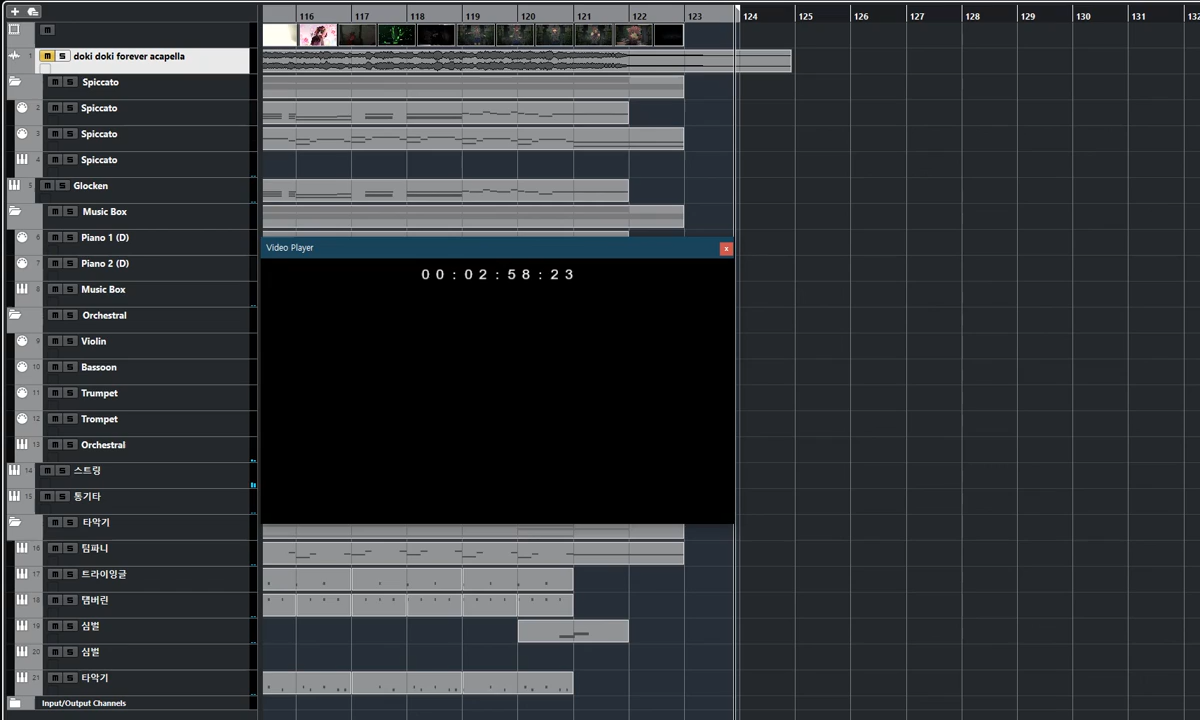 116 117 118 119 120 121 122 123 124 125 126 127 128 129 130 131 132
m
1 m S doki doki forever acapella
m S Spiccato
2 m S Spiccato
3 m S Spiccato
4 m S Spiccato
5 m S Glocken
m S Music Box
6 m S Piano 1 (D)
7 m S Piano 2 (D)
8 m S Music Box
m S Orchestral
9 m S Violin
10 m S Bassoon
11 m S Trumpet
12 m S Trompet
13 m S Orchestral
14 m S 스트링
15 m S 통기타
m S 타악기
16 m S 팀파니
17 m S 트라이잉글
18 m S 탬버린
19 m S 심벌
20 m S 심벌
21 m S 타악기
Input/Output Channels
Video Player x
00:02:58:23